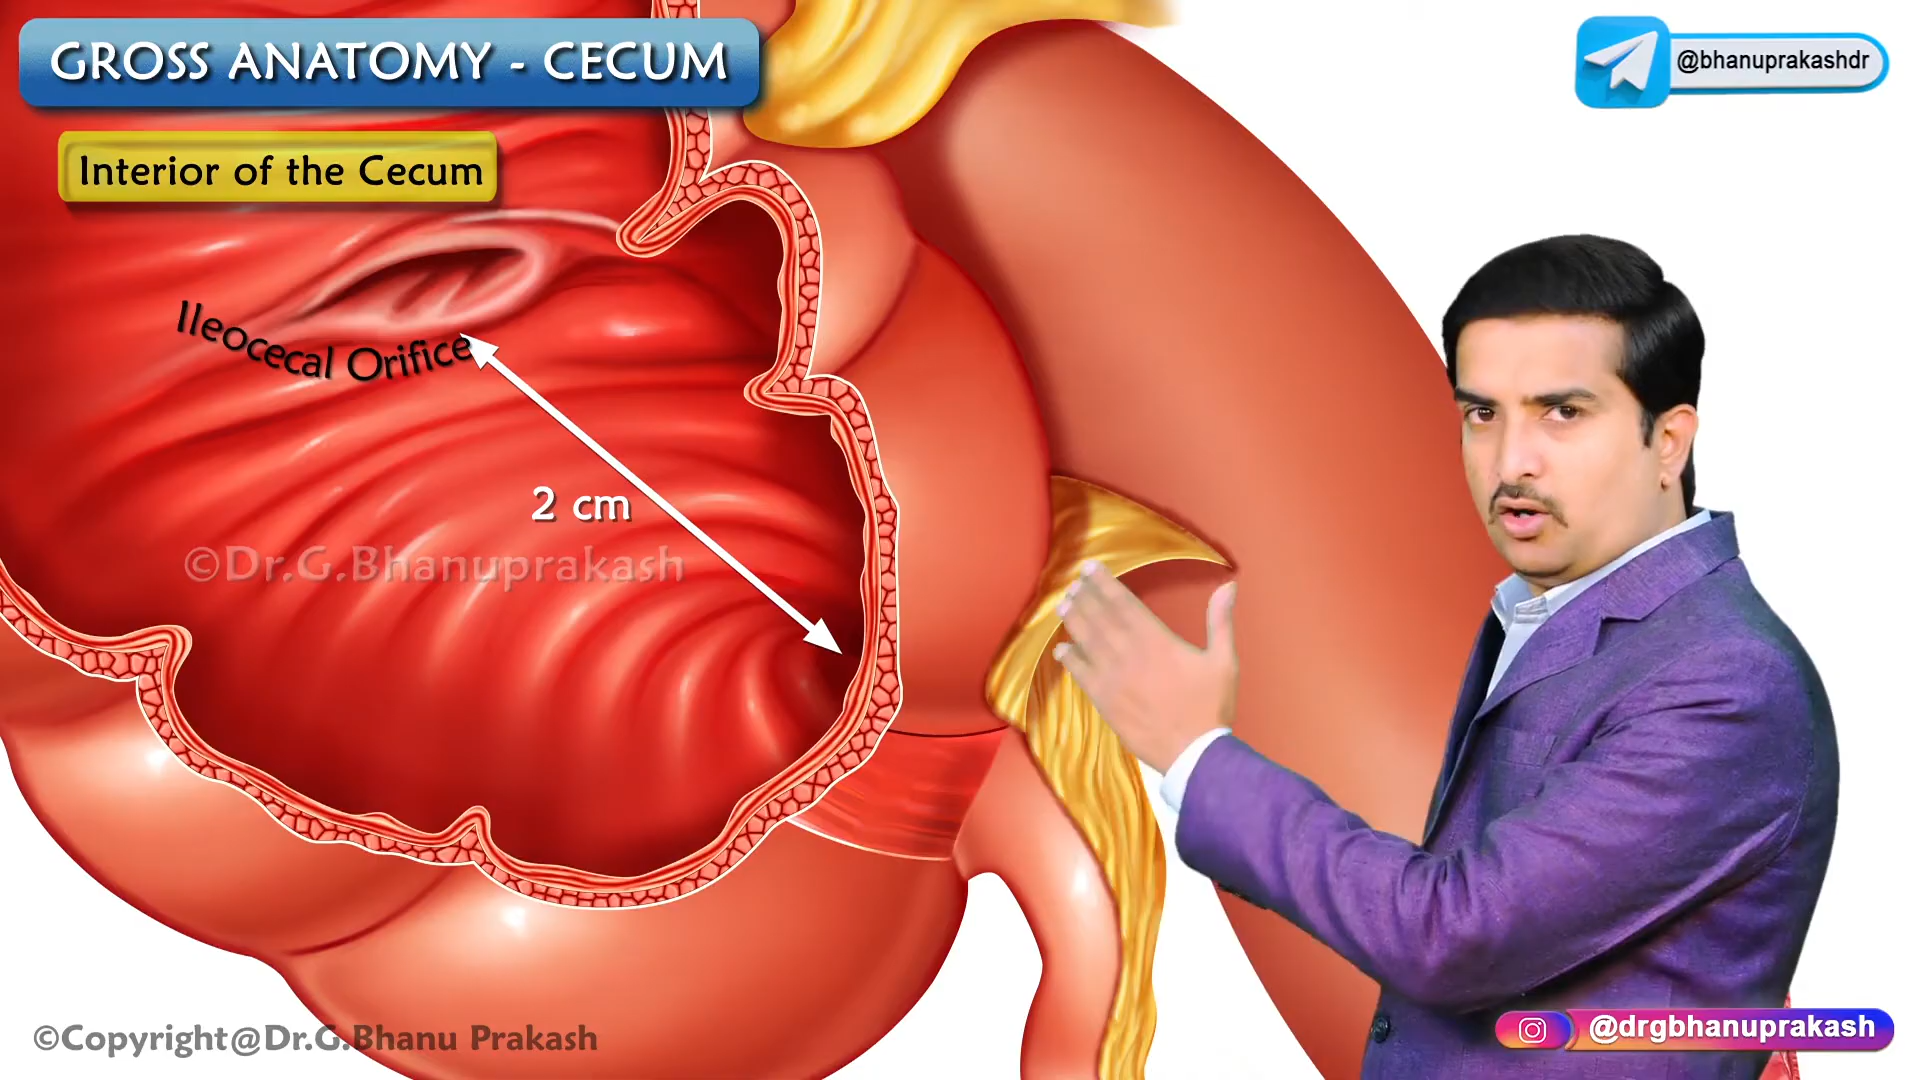 GROSS ANATOMY - CECUM
@bhanuprakashdr
Interior of the Cecum
Ileocecal Orifice
2 cm
©Dr.G.Bhanuprakash
©Copyright@Dr.G.Bhanu Prakash
@drgbhanuprakash